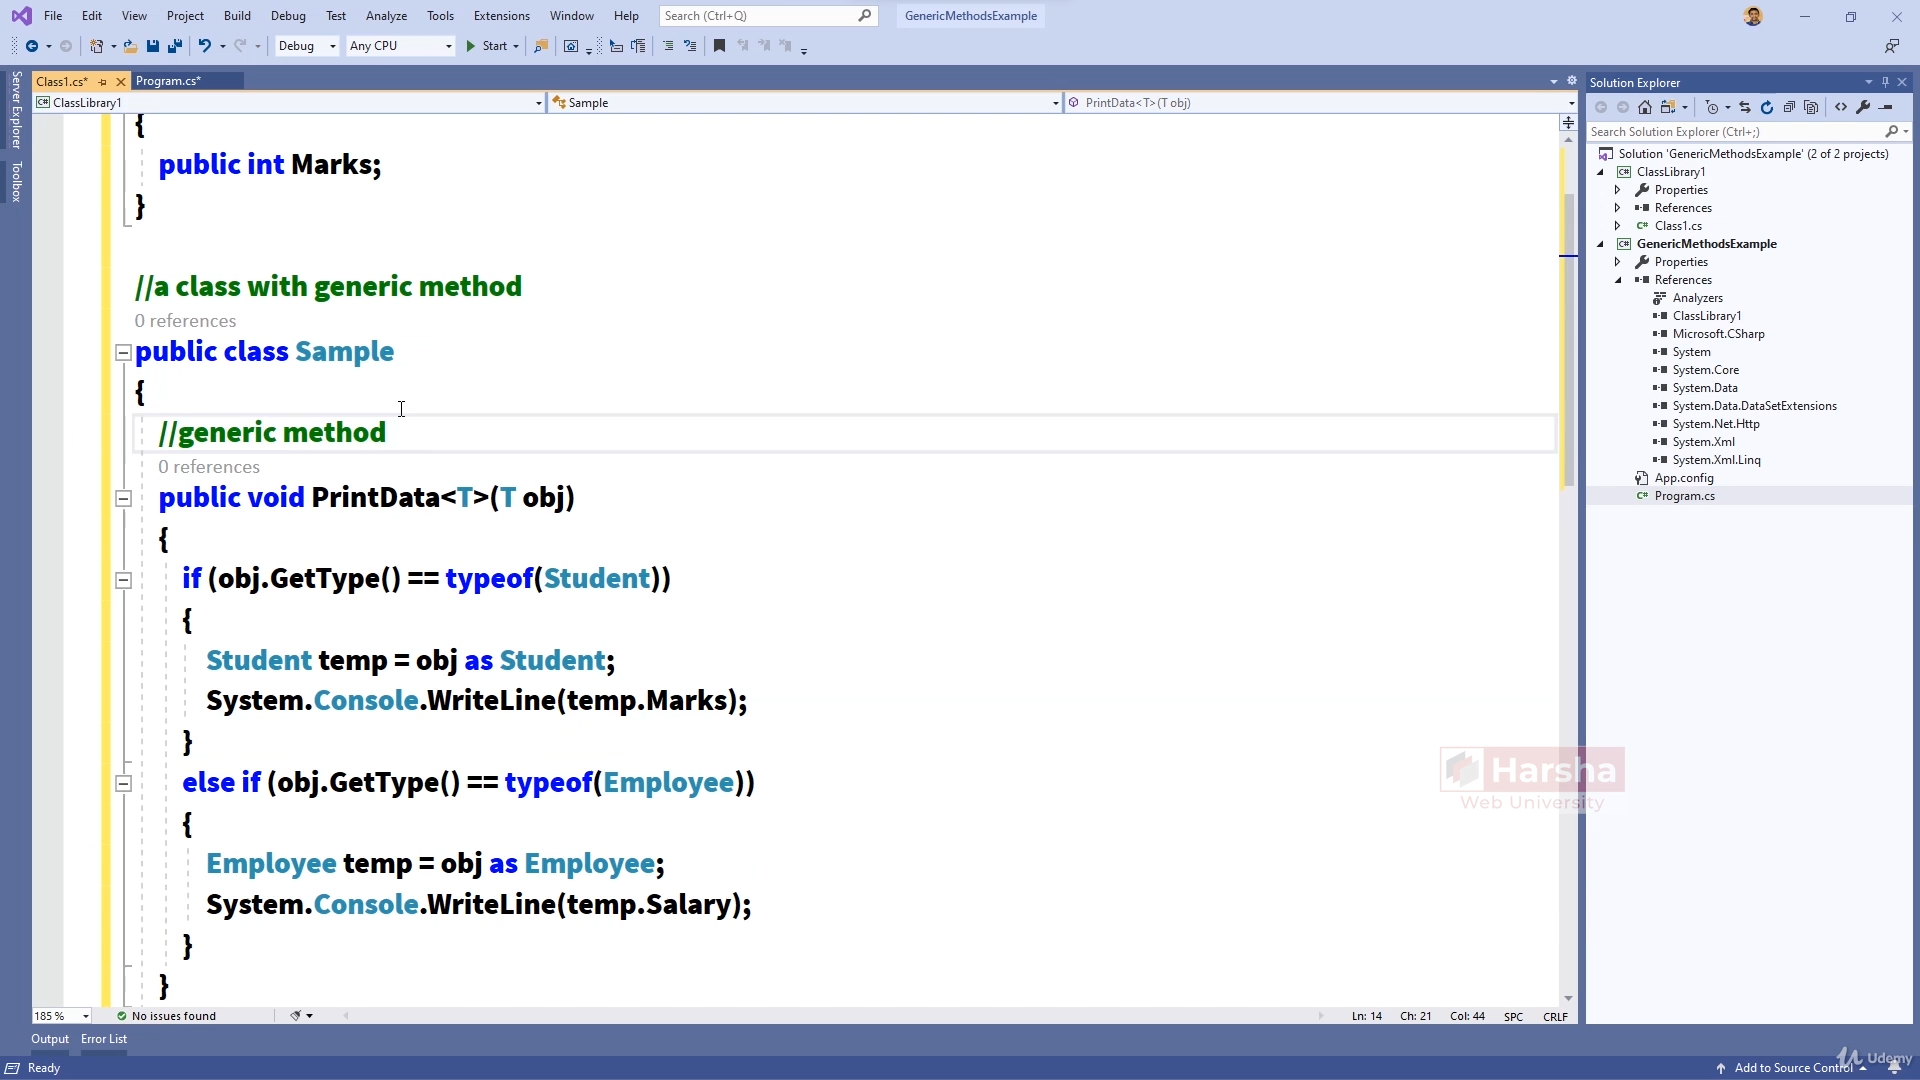 File Edit View Project Build Debug Test Analyze Tools Extensions Window Help Search (Ctrl+Q) GenericMethodsExample
Debug Any CPU Start
Server Explorer
Toolbox
Class1.cs* Program.cs*
ClassLibrary1 Sample PrintData<T>(T obj)
{
public int Marks;
}
//a class with generic method
0 references
public class Sample
{
//generic method
0 references
public void PrintData<T>(T obj)
{
if (obj.GetType() == typeof(Student))
{
Student temp = obj as Student;
System.Console.WriteLine(temp.Marks);
}
else if (obj.GetType() == typeof(Employee))
{
Employee temp = obj as Employee;
System.Console.WriteLine(temp.Salary);
}
}
Harsha
Web University
185 % No issues found Ln: 14 Ch: 21 Col: 44 SPC CRLF
Solution Explorer
Search Solution Explorer (Ctrl+;)
Solution 'GenericMethodsExample' (2 of 2 projects)
ClassLibrary1
Properties
References
Class1.cs
GenericMethodsExample
Properties
References
Analyzers
ClassLibrary1
Microsoft.CSharp
System
System.Core
System.Data
System.Data.DataSetExtensions
System.Net.Http
System.Xml
System.Xml.Linq
App.config
Program.cs
Output Error List
Ready Add to Source Control
Udemy